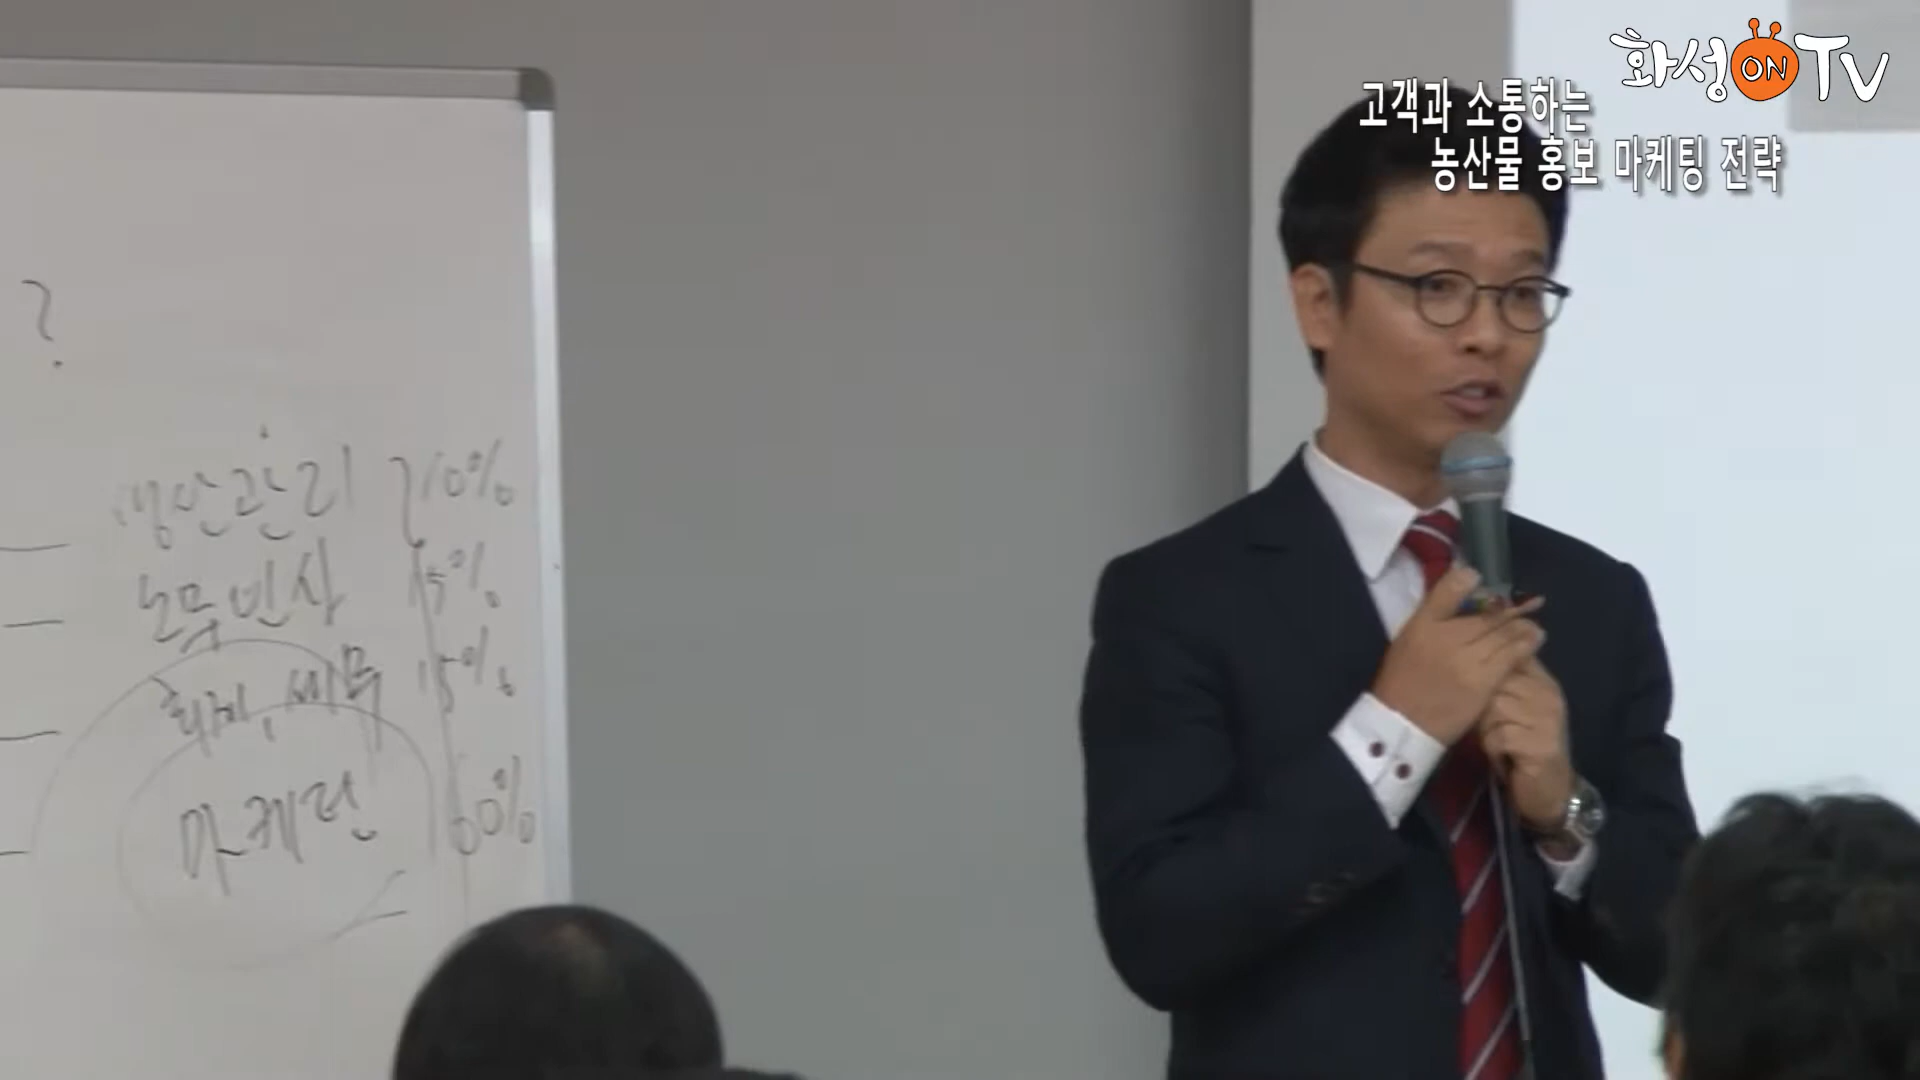 화성ONTV
고객과 소통하는
농산물 홍보 마케팅 전략
?
생산관리 10%
노무인사 15%
회계, 세무 15%
마케팅 60%